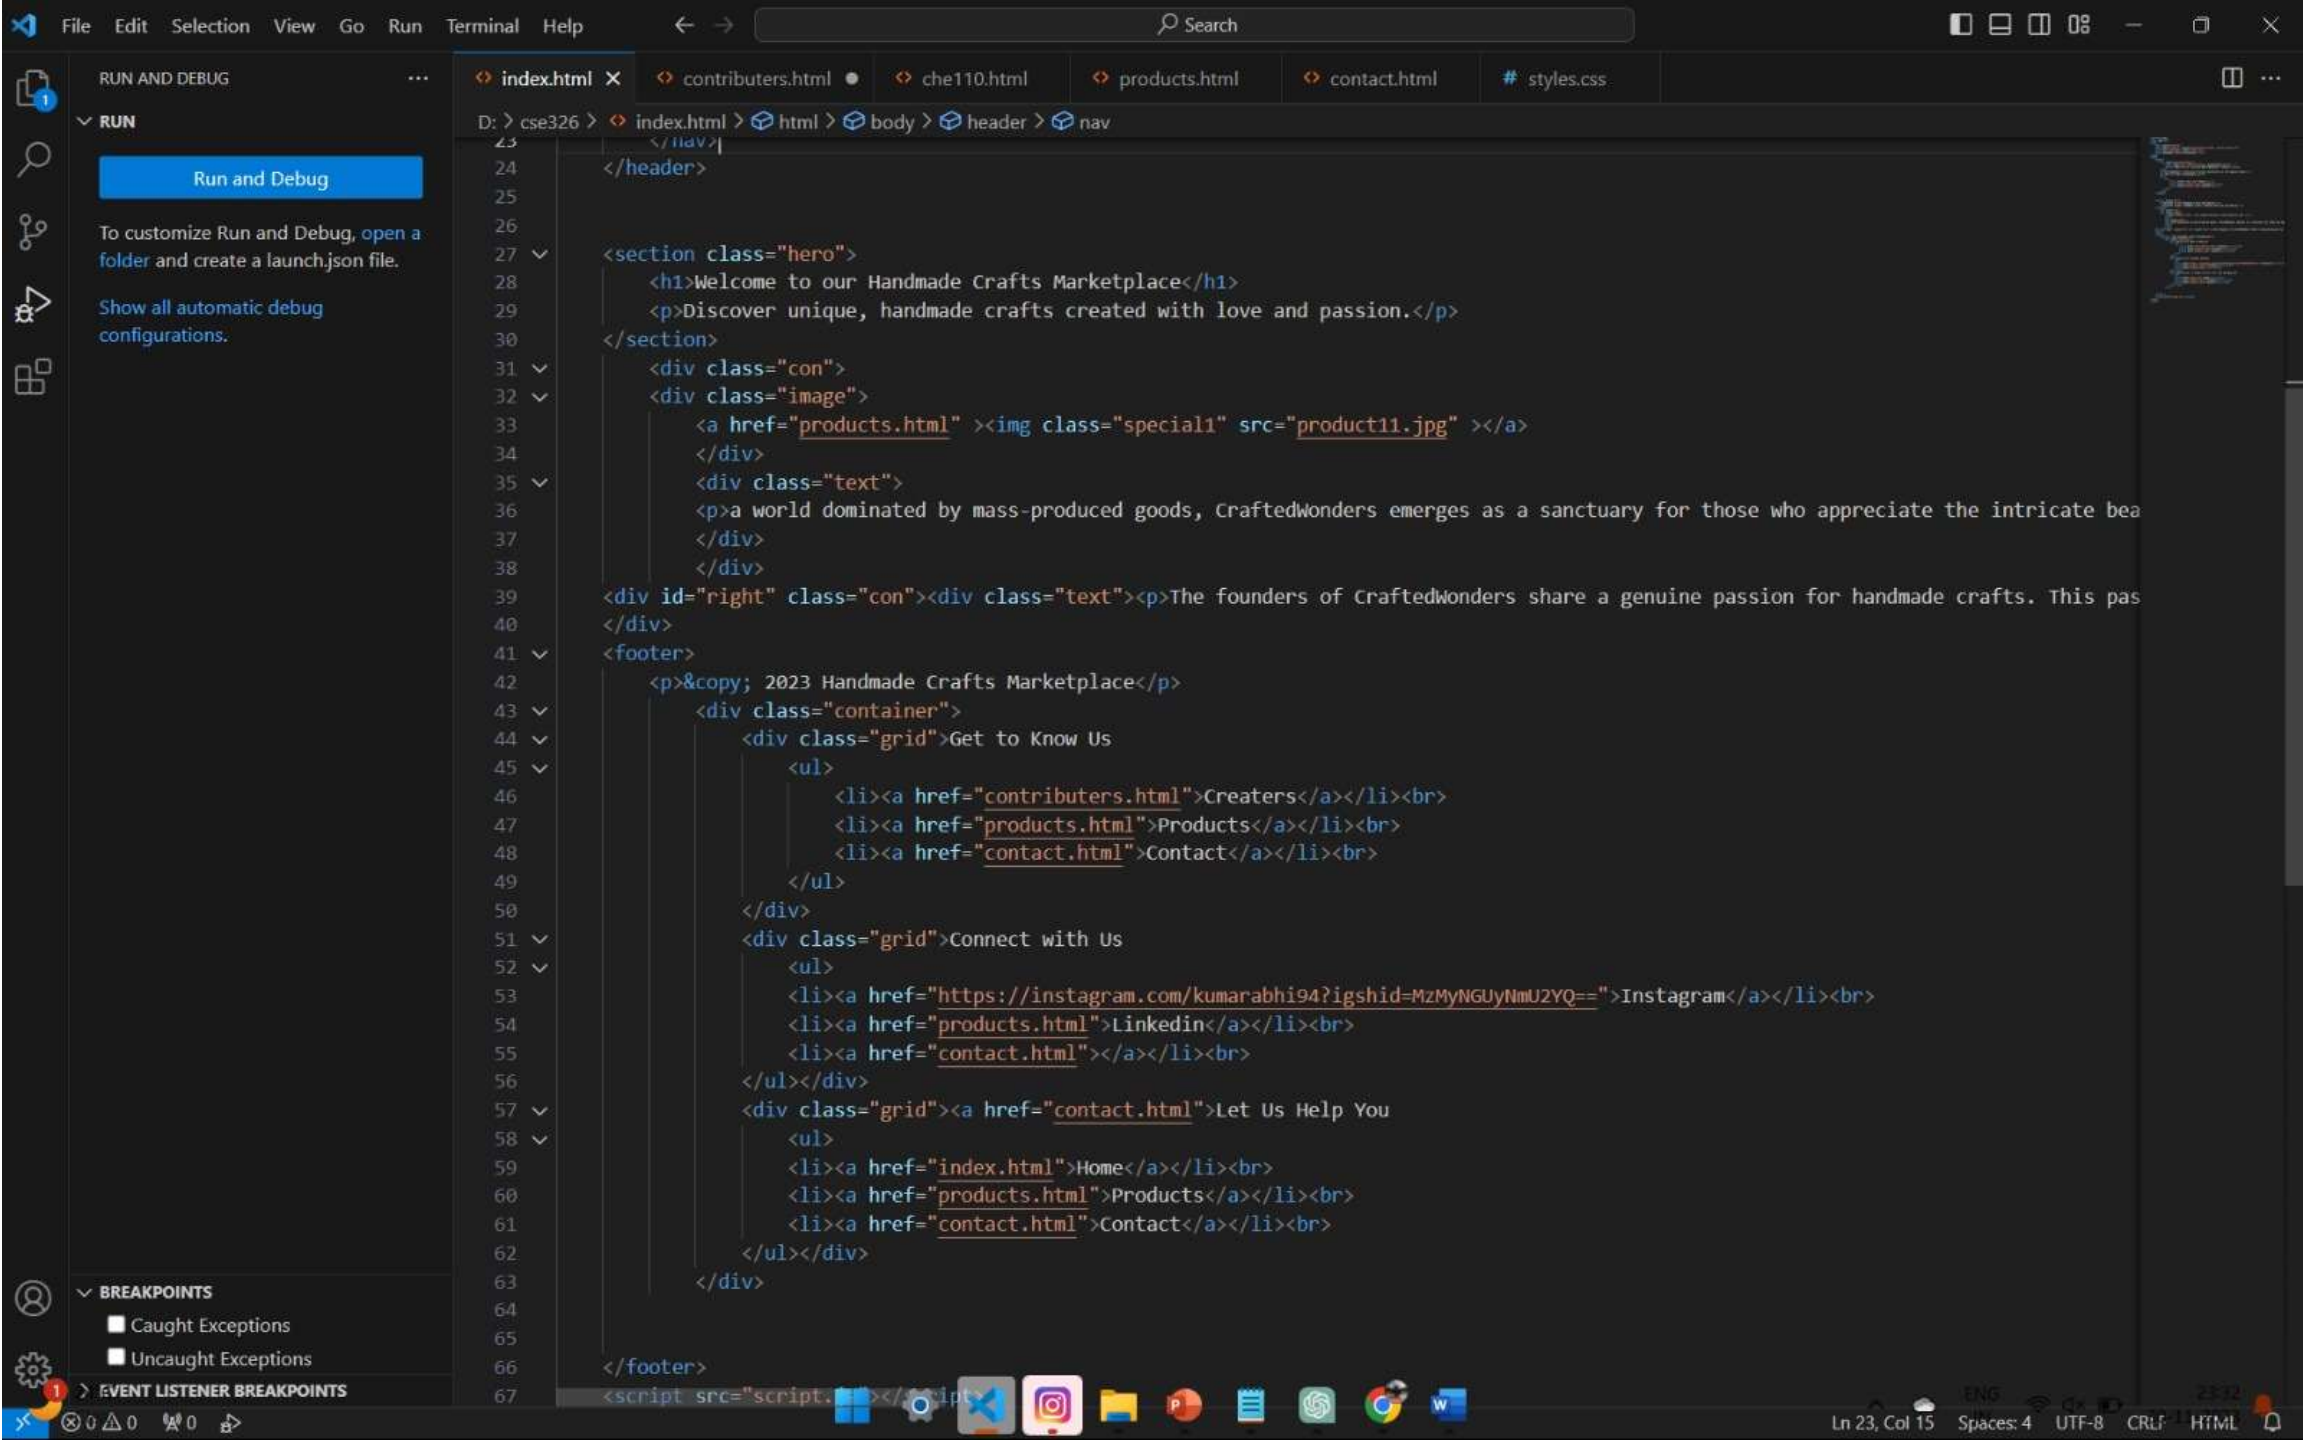 File Edit Selection View Go Run Terminal Help Search
RUN AND DEBUG
index.html contributers.html che110.html products.html contact.html # styles.css
RUN
D: > cse326 > index.html > html > body > header > nav
Run and Debug
To customize Run and Debug, open a
folder and create a launch.json file.
Show all automatic debug
configurations.
23 </nav>
24 </header>
25
26
27 <section class="hero">
28 <h1>Welcome to our Handmade Crafts Marketplace</h1>
29 <p>Discover unique, handmade crafts created with love and passion.</p>
30 </section>
31 <div class="con">
32 <div class="image">
33 <a href="products.html" ><img class="special1" src="product11.jpg" ></a>
34 </div>
35 <div class="text">
36 <p>a world dominated by mass-produced goods, CraftedWonders emerges as a sanctuary for those who appreciate the intricate bea
37 </div>
38 </div>
39 <div id="right" class="con"><div class="text"><p>The founders of CraftedWonders share a genuine passion for handmade crafts. This pas
40 </div>
41 <footer>
42 <p>&copy; 2023 Handmade Crafts Marketplace</p>
43 <div class="container">
44 <div class="grid">Get to Know Us
45 <ul>
46 <li><a href="contributers.html">Creaters</a></li><br>
47 <li><a href="products.html">Products</a></li><br>
48 <li><a href="contact.html">Contact</a></li><br>
49 </ul>
50 </div>
51 <div class="grid">Connect with Us
52 <ul>
53 <li><a href="https://instagram.com/kumarabhi94?igshid=MzMyNGUyNmU2YQ==">Instagram</a></li><br>
54 <li><a href="products.html">Linkedin</a></li><br>
55 <li><a href="contact.html"></a></li><br>
56 </ul></div>
57 <div class="grid"><a href="contact.html">Let Us Help You
58 <ul>
59 <li><a href="index.html">Home</a></li><br>
60 <li><a href="products.html">Products</a></li><br>
61 <li><a href="contact.html">Contact</a></li><br>
62 </ul></div>
63 </div>
64
65
66 </footer>
67 <script src="script.
BREAKPOINTS
Caught Exceptions
Uncaught Exceptions
EVENT LISTENER BREAKPOINTS
ENG 23:32
0 0 0 Ln 23, Col 15 Spaces: 4 UTF-8 CRLF HTML